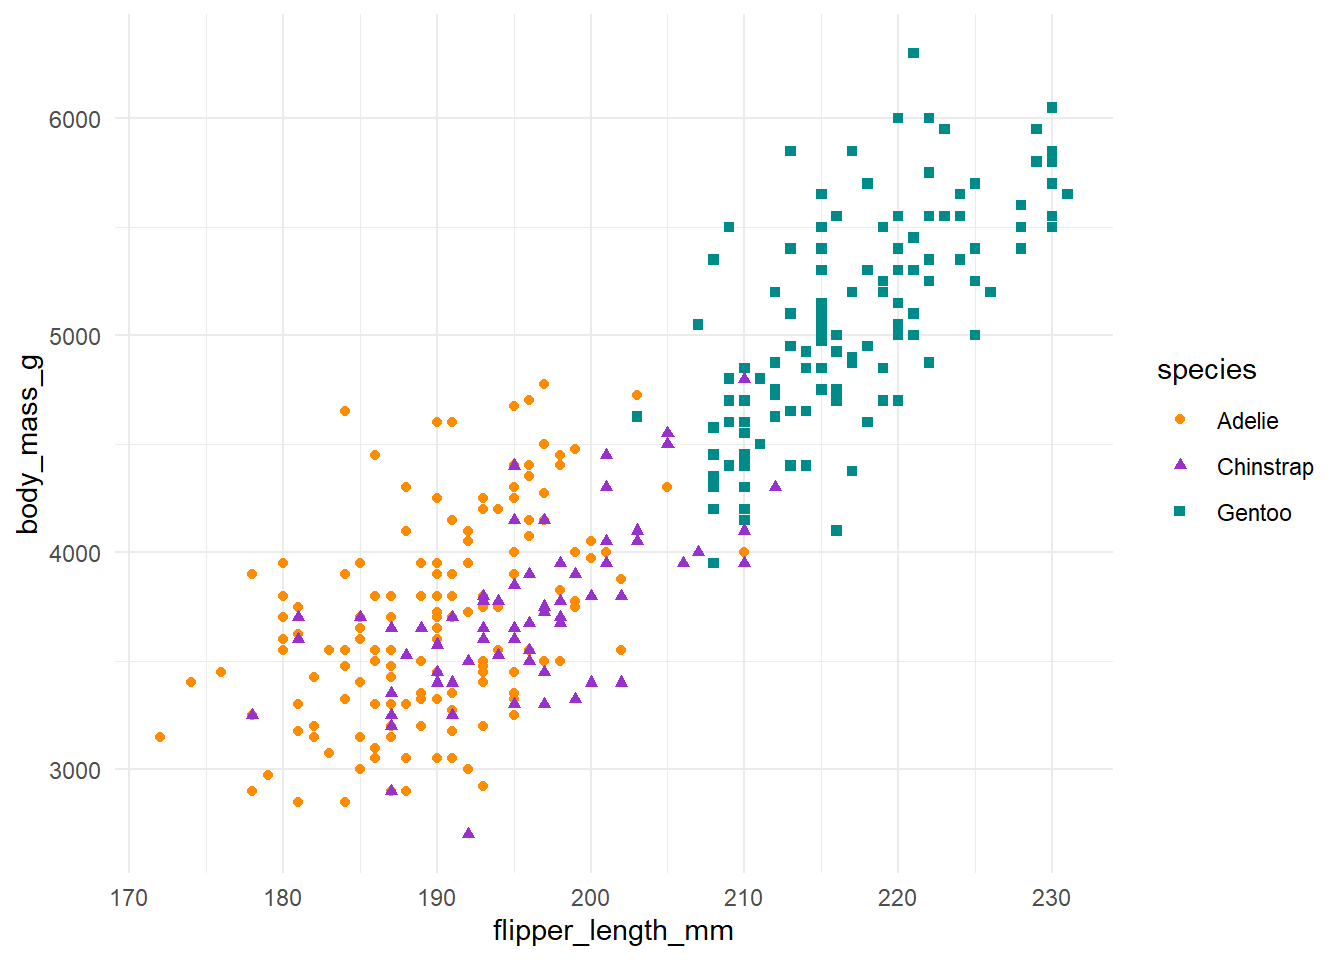 6000
5000
4000
3000
body_mass_g
170 180 190 200 210 220 230
flipper_length_mm
species
Adelie
Chinstrap
Gentoo